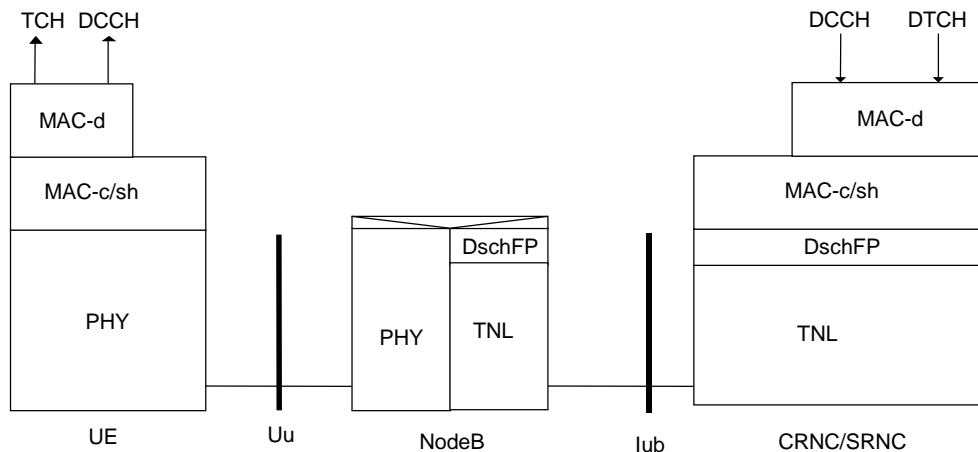 TCH DCCH DCCH DTCH
MAC-d MAC-d
MAC-c/sh MAC-c/sh
DschFP DschFP
PHY PHY TNL TNL
UE Uu NodeB Iub CRNC/SRNC